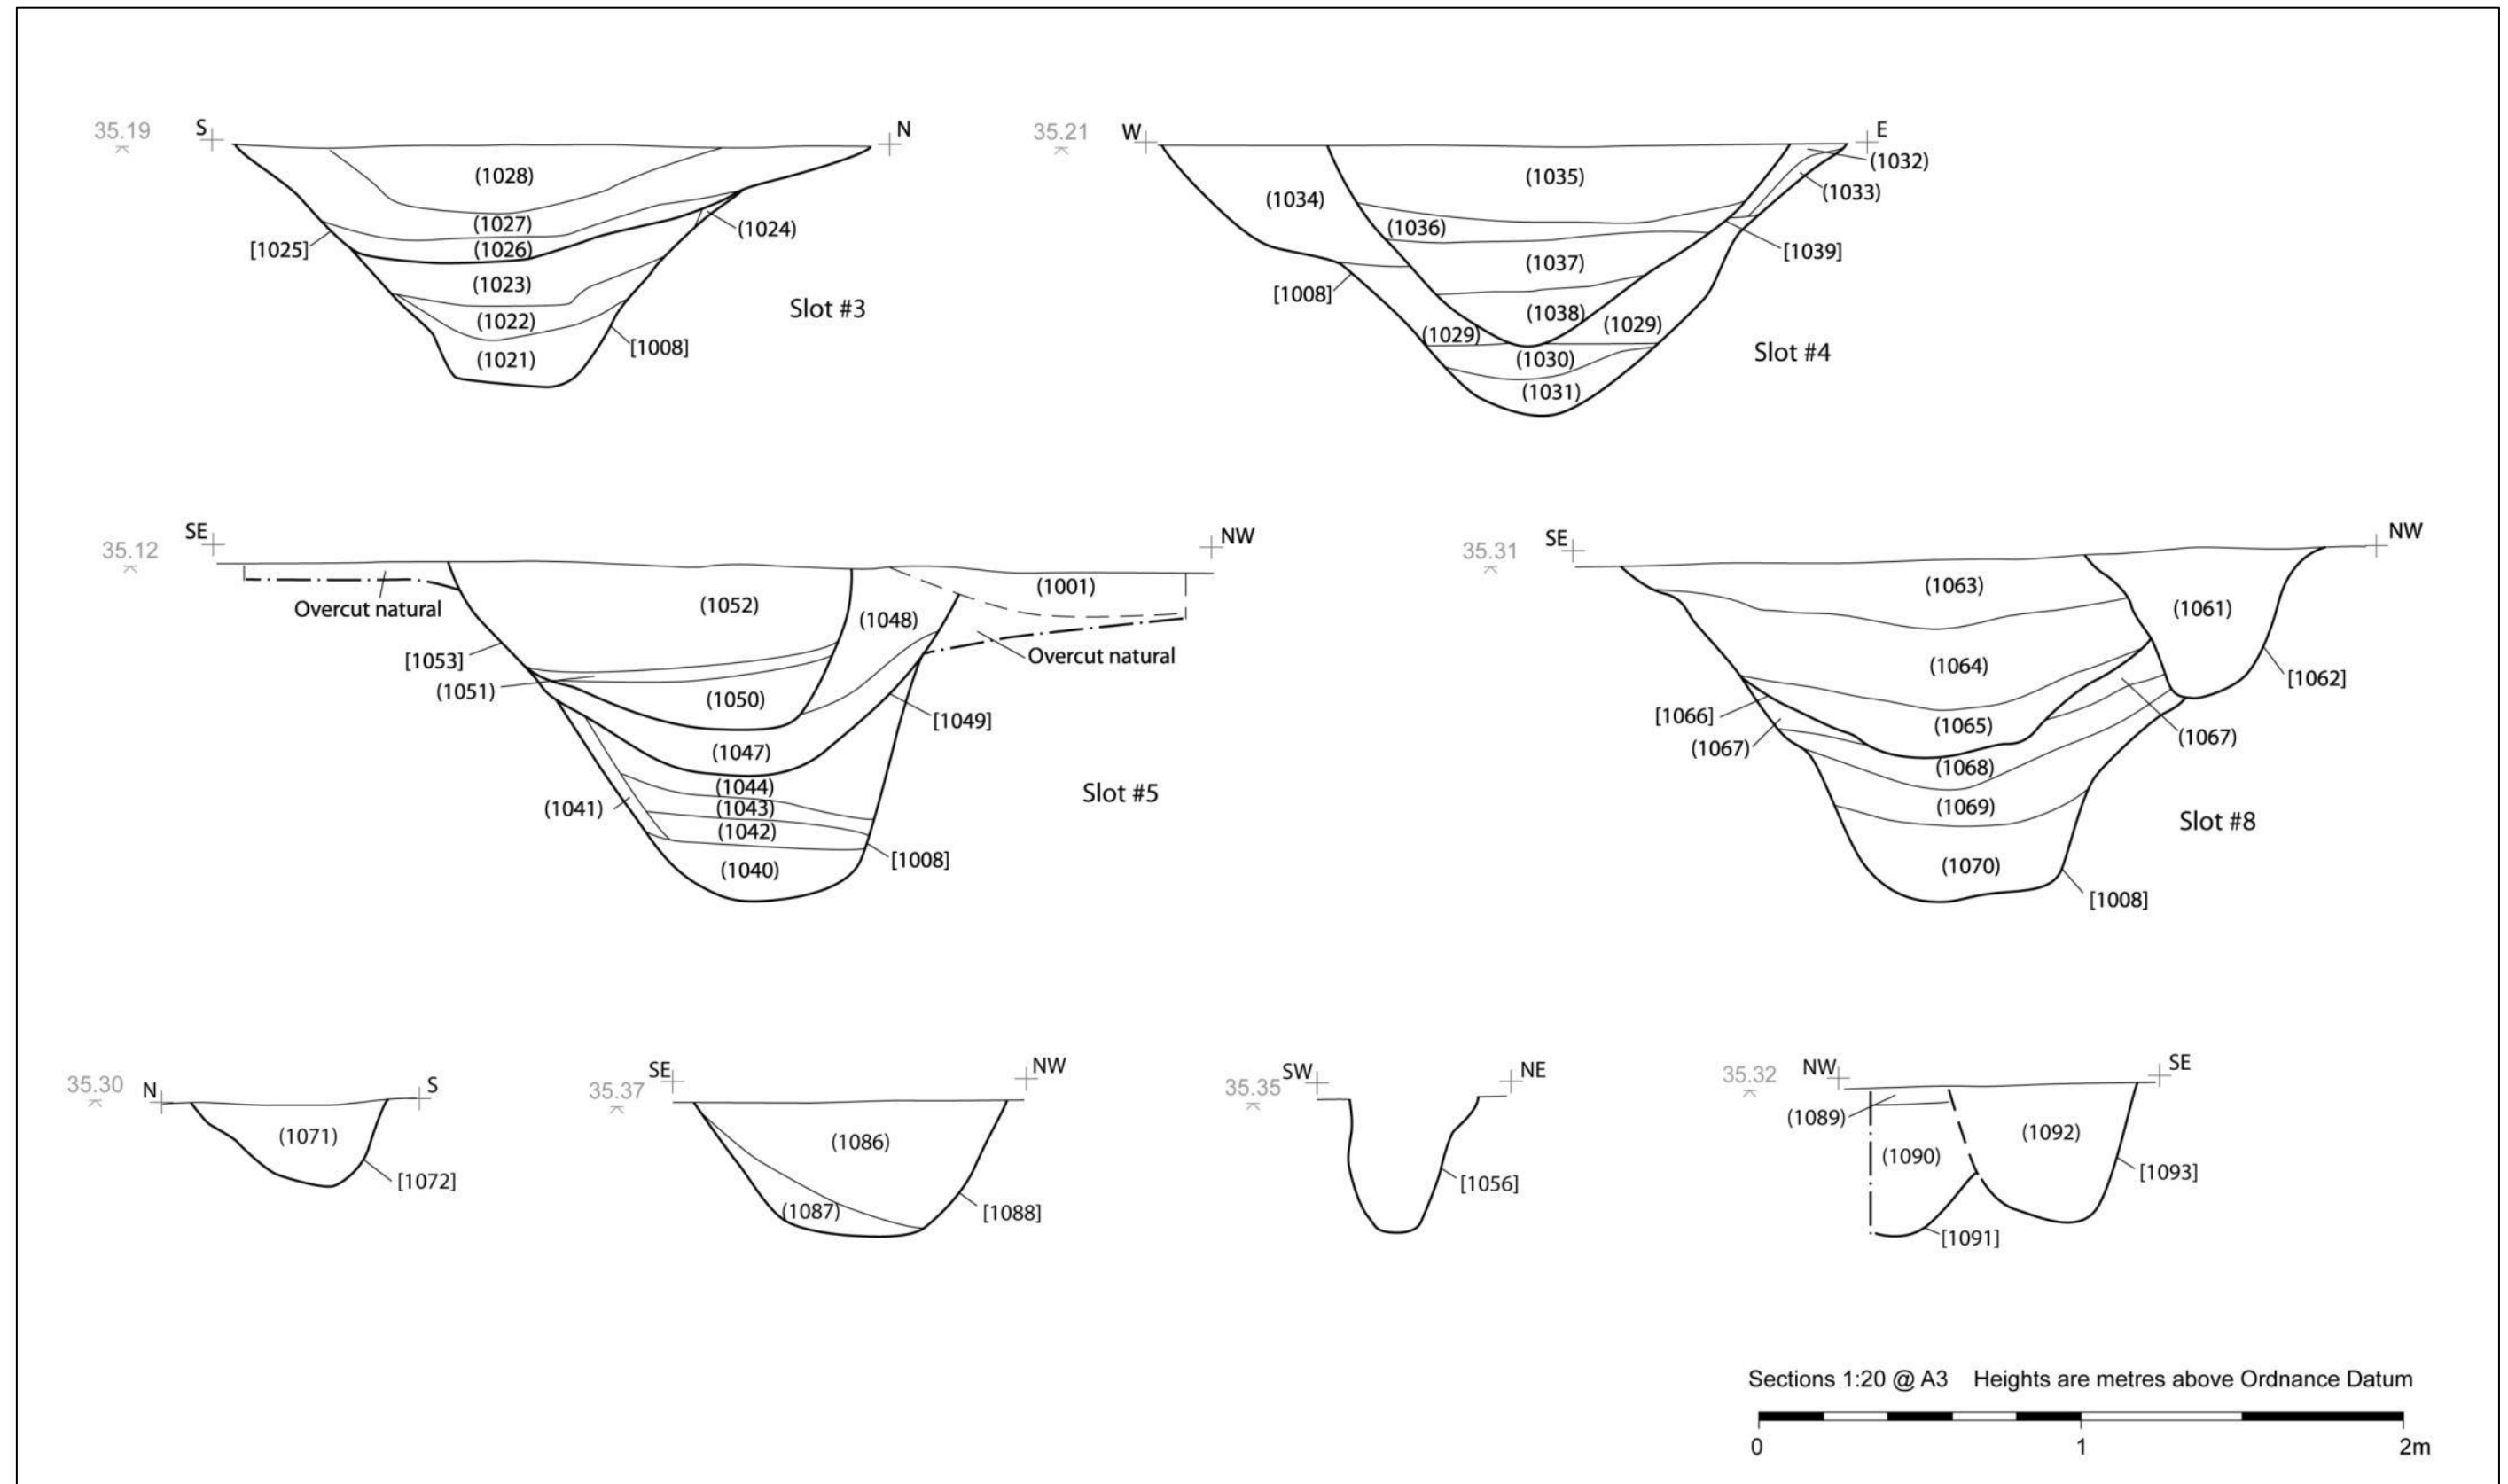 35.19
S
N
(1028)
(1027)
(1024)
[1025]
(1026)
(1023)
Slot #3
(1022)
[1008]
(1021)
35.21
W
E
(1032)
(1035)
(1033)
(1034)
(1036)
[1039]
(1037)
[1008]
(1038)
(1029)
(1029)
Slot #4
(1030)
(1031)
35.12
SE
NW
(1001)
Overcut natural
(1052)
(1048)
[1053]
Overcut natural
(1051)
(1050)
[1049]
(1047)
(1044)
Slot #5
(1041)
(1043)
(1042)
[1008]
(1040)
35.31
SE
NW
(1063)
(1061)
(1064)
[1062]
[1066]
(1065)
(1067)
(1067)
(1068)
(1069)
Slot #8
(1070)
[1008]
35.30
N
S
(1071)
[1072]
35.37
SE
NW
(1086)
(1087)
[1088]
35.35
SW
NE
[1056]
35.32
NW
SE
(1089)
(1092)
(1090)
[1093]
[1091]
Sections 1:20 @ A3 Heights are metres above Ordnance Datum
0 1 2m